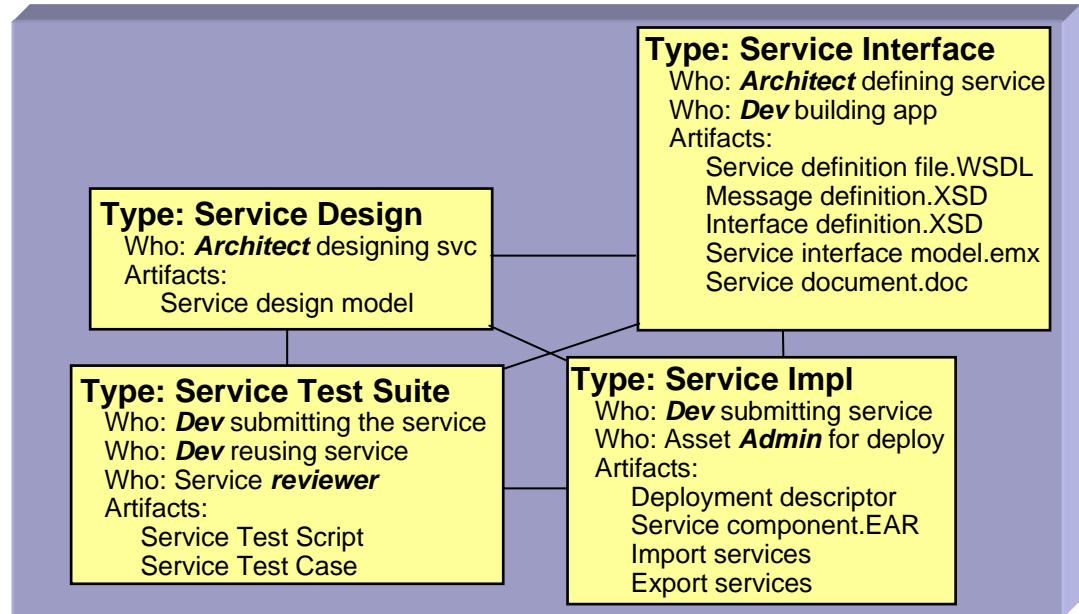 Type: Service Interface
Who: Architect defining service
Who: Dev building app
Artifacts:
Service definition file.WSDL
Message definition.XSD
Interface definition.XSD
Service interface model.emx
Service document.doc
Type: Service Design
Who: Architect designing svc
Artifacts:
Service design model
Type: Service Test Suite
Who: Dev submitting the service
Who: Dev reusing service
Who: Service reviewer
Artifacts:
Service Test Script
Service Test Case
Type: Service Impl
Who: Dev submitting service
Who: Asset Admin for deploy
Artifacts:
Deployment descriptor
Service component.EAR
Import services
Export services